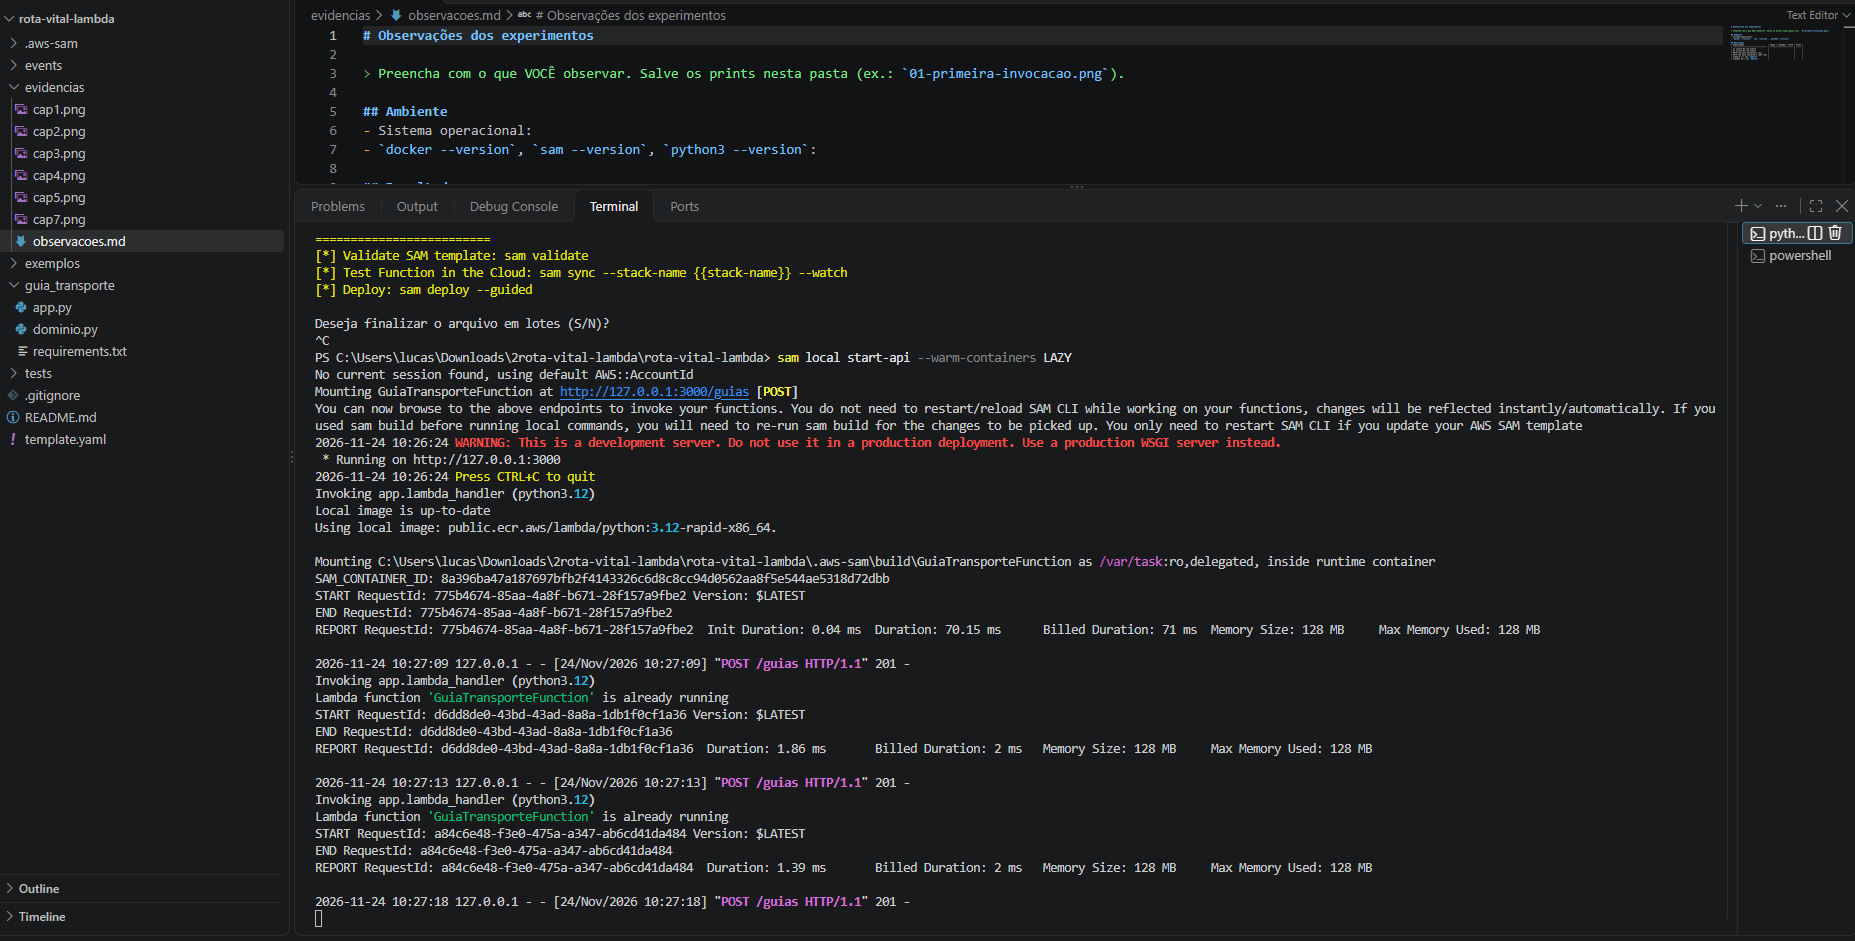 rota-vital-lambda
.aws-sam
events
evidencias
cap1.png
cap2.png
cap3.png
cap4.png
cap5.png
cap7.png
observacoes.md
exemplos
guia_transporte
app.py
dominio.py
requirements.txt
tests
.gitignore
README.md
template.yaml
Outline
Timeline
evidencias > observacoes.md > abc # Observações dos experimentos
Text Editor
1 # Observações dos experimentos
2
3 > Preencha com o que VOCÊ observar. Salve os prints nesta pasta (ex.: `01-primeira-invocacao.png`).
4
5 ## Ambiente
6 - Sistema operacional:
7 - `docker --version`, `sam --version`, `python3 --version`:
8
Problems Output Debug Console Terminal Ports
pyth...
powershell
=========================
[*] Validate SAM template: sam validate
[*] Test Function in the Cloud: sam sync --stack-name {{stack-name}} --watch
[*] Deploy: sam deploy --guided
Deseja finalizar o arquivo em lotes (S/N)?
^C
PS C:\Users\lucas\Downloads\2rota-vital-lambda\rota-vital-lambda> sam local start-api --warm-containers LAZY
No current session found, using default AWS::AccountId
Mounting GuiaTransporteFunction at http://127.0.0.1:3000/guias [POST]
You can now browse to the above endpoints to invoke your functions. You do not need to restart/reload SAM CLI while working on your functions, changes will be reflected instantly/automatically. If you
used sam build before running local commands, you will need to re-run sam build for the changes to be picked up. You only need to restart SAM CLI if you update your AWS SAM template
2026-11-24 10:26:24 WARNING: This is a development server. Do not use it in a production deployment. Use a production WSGI server instead.
* Running on http://127.0.0.1:3000
2026-11-24 10:26:24 Press CTRL+C to quit
Invoking app.lambda_handler (python3.12)
Local image is up-to-date
Using local image: public.ecr.aws/lambda/python:3.12-rapid-x86_64.
Mounting C:\Users\lucas\Downloads\2rota-vital-lambda\rota-vital-lambda\.aws-sam\build\GuiaTransporteFunction as /var/task:ro,delegated, inside runtime container
SAM_CONTAINER_ID: 8a396ba47a187697bfb2f4143326c6d8c8cc94d0562aa8f5e544ae5318d72dbb
START RequestId: 775b4674-85aa-4a8f-b671-28f157a9fbe2 Version: $LATEST
END RequestId: 775b4674-85aa-4a8f-b671-28f157a9fbe2
REPORT RequestId: 775b4674-85aa-4a8f-b671-28f157a9fbe2 Init Duration: 0.04 ms Duration: 70.15 ms Billed Duration: 71 ms Memory Size: 128 MB Max Memory Used: 128 MB
2026-11-24 10:27:09 127.0.0.1 - - [24/Nov/2026 10:27:09] "POST /guias HTTP/1.1" 201 -
Invoking app.lambda_handler (python3.12)
Lambda function 'GuiaTransporteFunction' is already running
START RequestId: d6dd8de0-43bd-43ad-8a8a-1db1f0cf1a36 Version: $LATEST
END RequestId: d6dd8de0-43bd-43ad-8a8a-1db1f0cf1a36
REPORT RequestId: d6dd8de0-43bd-43ad-8a8a-1db1f0cf1a36 Duration: 1.86 ms Billed Duration: 2 ms Memory Size: 128 MB Max Memory Used: 128 MB
2026-11-24 10:27:13 127.0.0.1 - - [24/Nov/2026 10:27:13] "POST /guias HTTP/1.1" 201 -
Invoking app.lambda_handler (python3.12)
Lambda function 'GuiaTransporteFunction' is already running
START RequestId: a84c6e48-f3e0-475a-a347-ab6cd41da484 Version: $LATEST
END RequestId: a84c6e48-f3e0-475a-a347-ab6cd41da484
REPORT RequestId: a84c6e48-f3e0-475a-a347-ab6cd41da484 Duration: 1.39 ms Billed Duration: 2 ms Memory Size: 128 MB Max Memory Used: 128 MB
2026-11-24 10:27:18 127.0.0.1 - - [24/Nov/2026 10:27:18] "POST /guias HTTP/1.1" 201 -